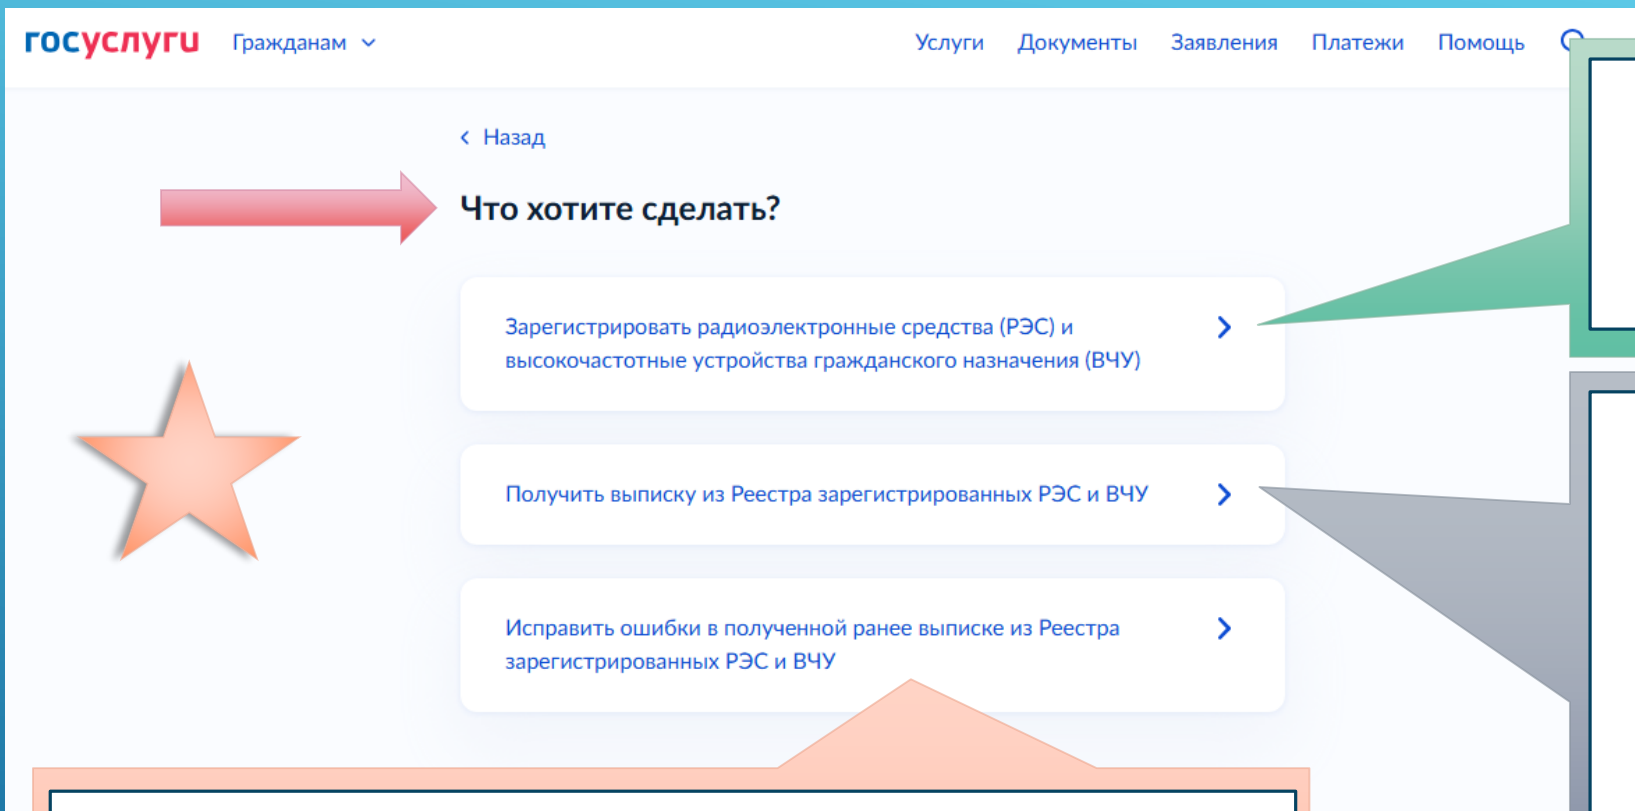 госуслуги Гражданам Услуги Документы Заявления Платежи Помощь
Назад
Что хотите сделать?
Зарегистрировать радиоэлектронные средства (РЭС) и
высокочастотные устройства гражданского назначения (ВЧУ)
Получить выписку из Реестра зарегистрированных РЭС и ВЧУ
Исправить ошибки в полученной ранее выписке из Реестра
зарегистрированных РЭС и ВЧУ